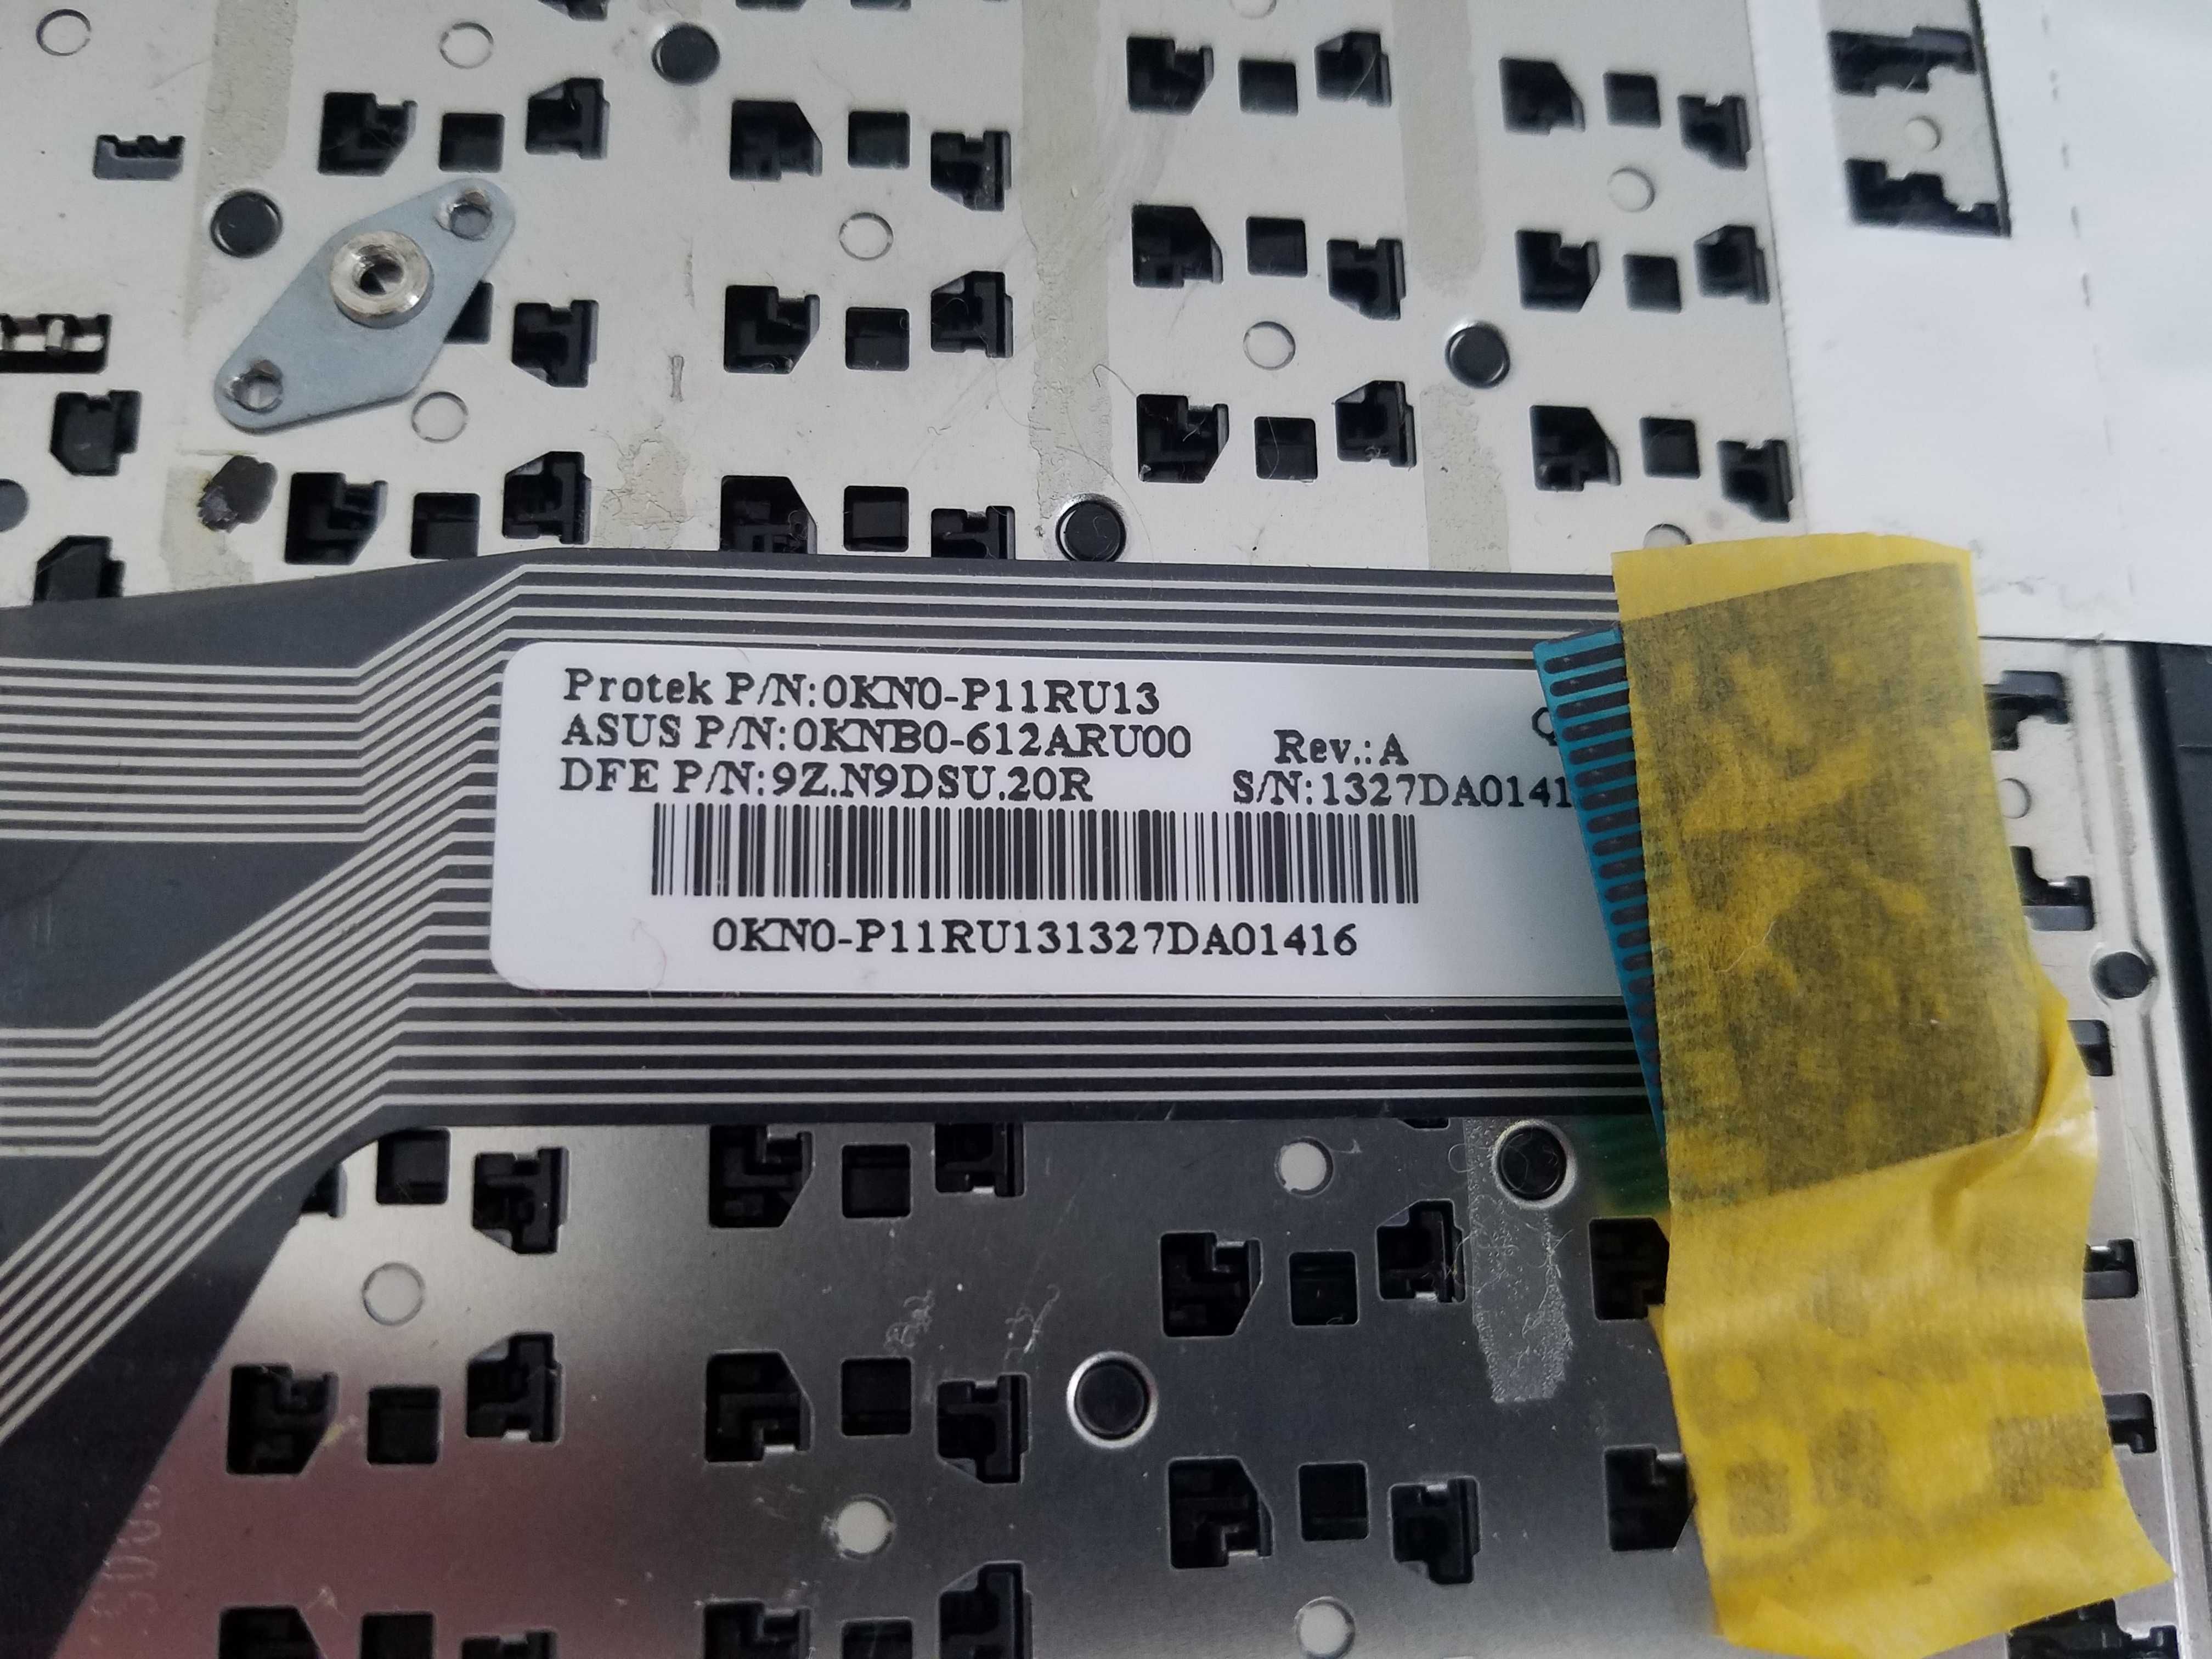 Protek P/N:0KN0-P11RU13
ASUS P/N:0KNB0-612ARU00 Rev.:A
DFE P/N:9Z.N9DSU.20R S/N:1327DA0141
0KN0-P11RU131327DA01416